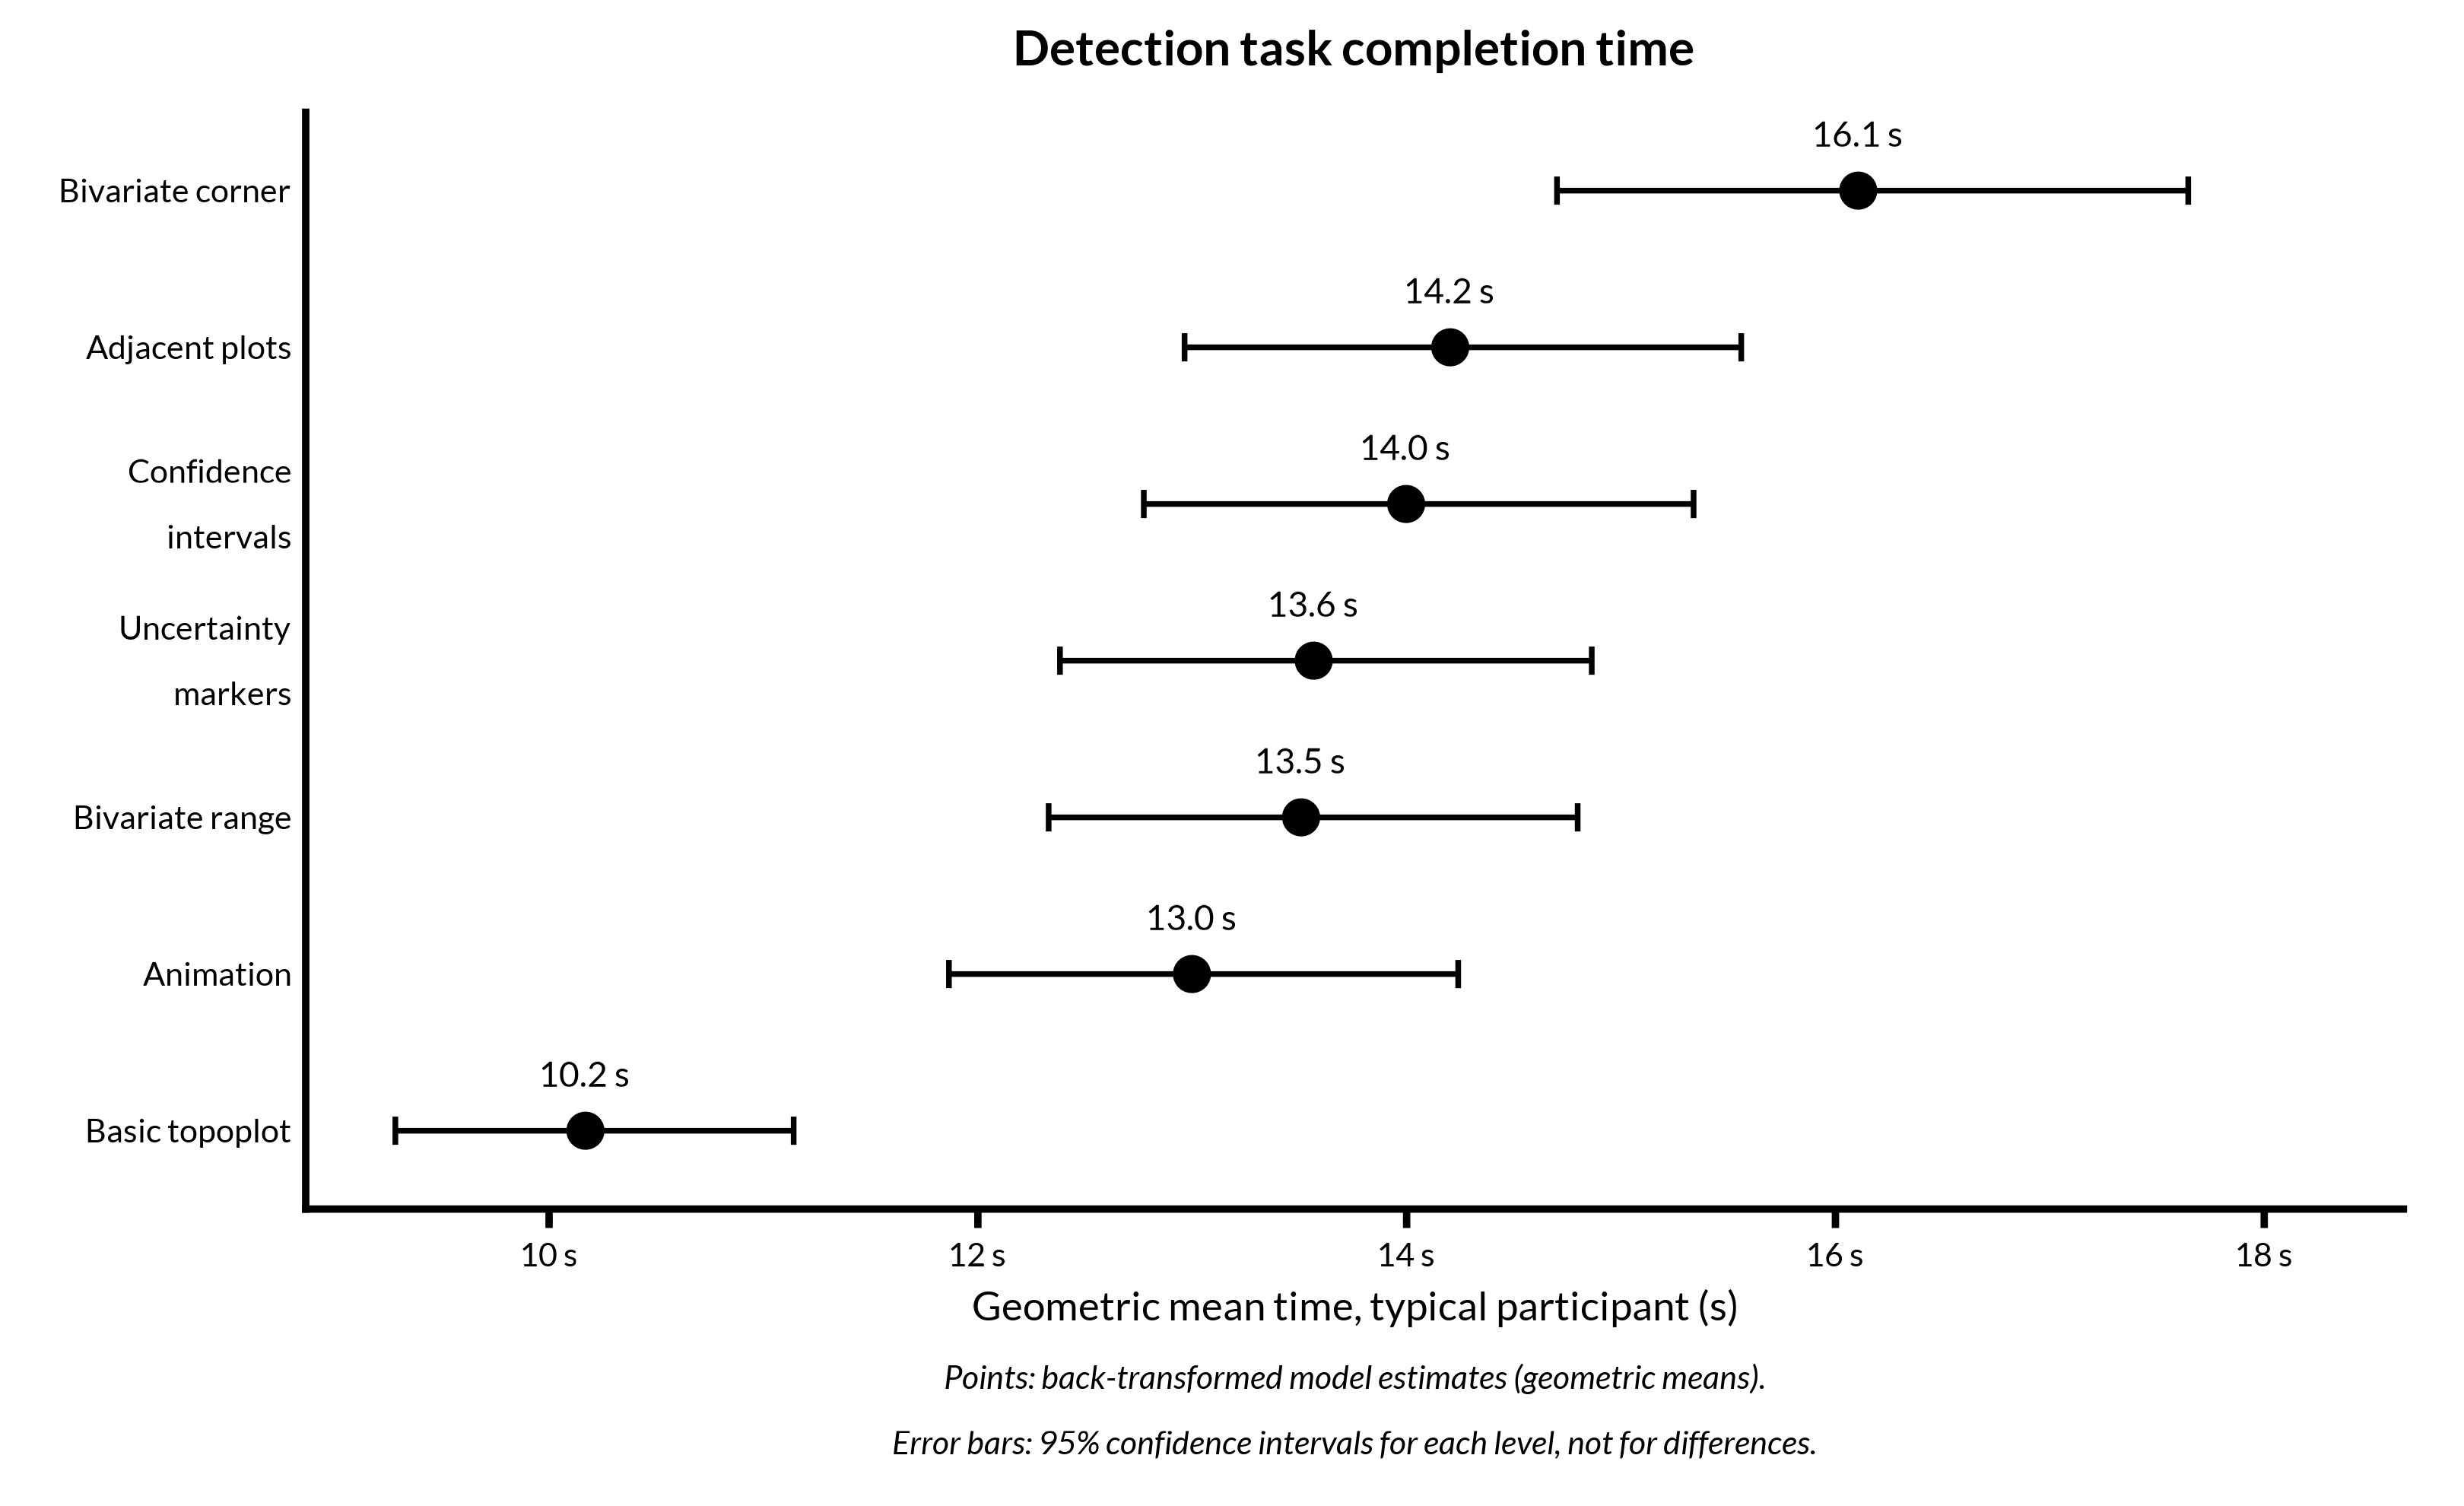 Detection task completion time
16.1 s
Bivariate corner
14.2 s
Adjacent plots
14.0 s
Confidence
intervals
13.6 s
Uncertainty
markers
13.5 s
Bivariate range
13.0 s
Animation
10.2 s
Basic topoplot
10 s 12 s 14 s 16 s 18 s
Geometric mean time, typical participant (s)
Points: back-transformed model estimates (geometric means).
Error bars: 95% confidence intervals for each level, not for differences.